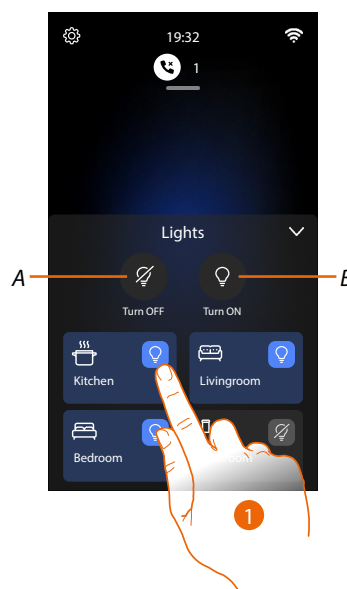 19:32
1
Lights
A
B
Turn OFF
Turn ON
Kitchen
Livingroom
Bedroom
1